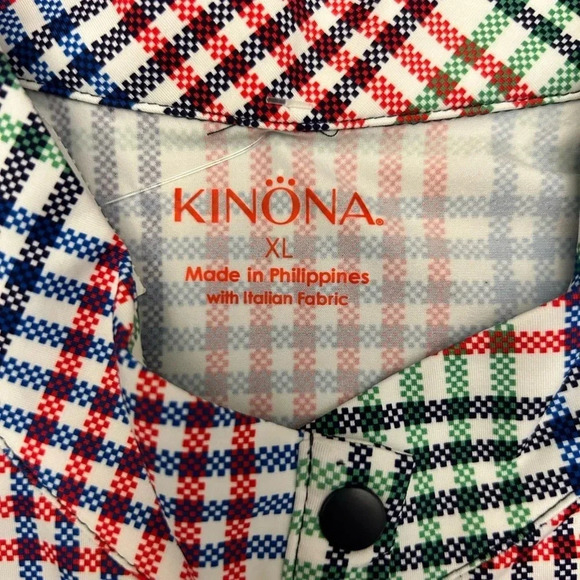 KINÖNA.
XL
Made in Philippines
with Italian Fabric